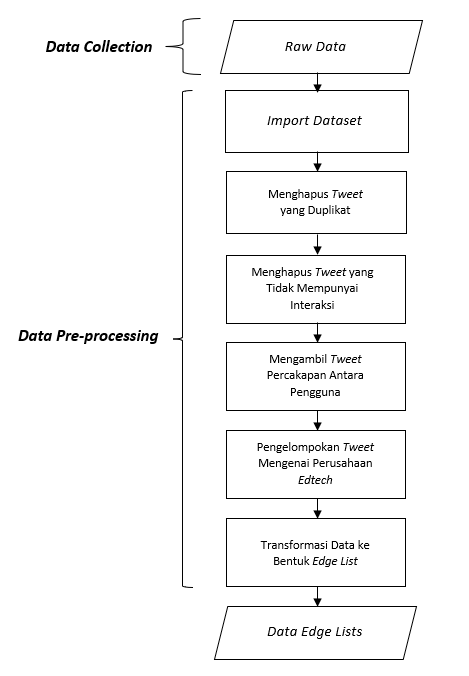 Data Collection
Raw Data
Import Dataset
Menghapus Tweet
yang Duplikat
Menghapus Tweet yang
Tidak Mempunyai
Interaksi
Data Pre-processing
Mengambil Tweet
Percakapan Antara
Pengguna
Pengelompokan Tweet
Mengenai Perusahaan
Edtech
Transformasi Data ke
Bentuk Edge List
Data Edge Lists